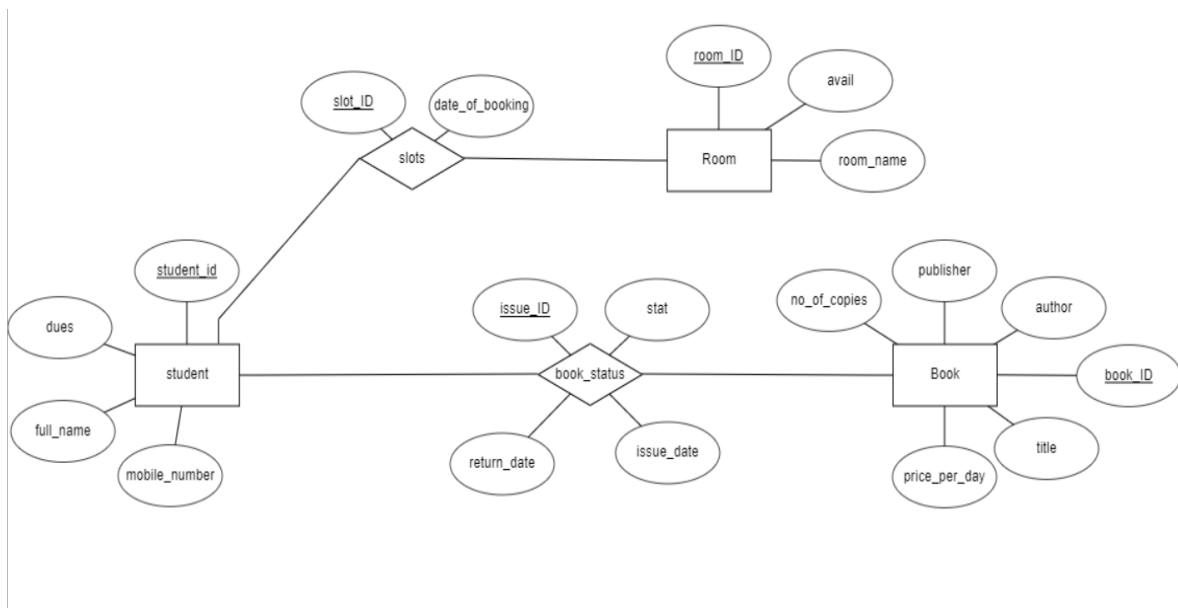 room_ID
avail
slot_ID
date_of_booking
slots
Room
room_name
student_id
publisher
no_of_copies
author
issue_ID
stat
dues
student
book_status
Book
book_ID
full_name
title
return_date
issue_date
mobile_number
price_per_day